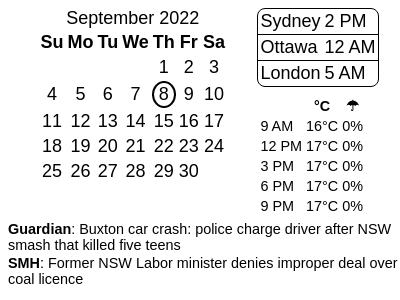 September 2022
Su Mo Tu We Th Fr Sa
1 2 3
4 5 6 7 8 9 10
11 12 13 14 15 16 17
18 19 20 21 22 23 24
25 26 27 28 29 30
Sydney 2 PM
Ottawa 12 AM
London 5 AM
°C ☂
9 AM 16°C 0%
12 PM 17°C 0%
3 PM 17°C 0%
6 PM 17°C 0%
9 PM 17°C 0%
Guardian: Buxton car crash: police charge driver after NSW
smash that killed five teens
SMH: Former NSW Labor minister denies improper deal over
coal licence